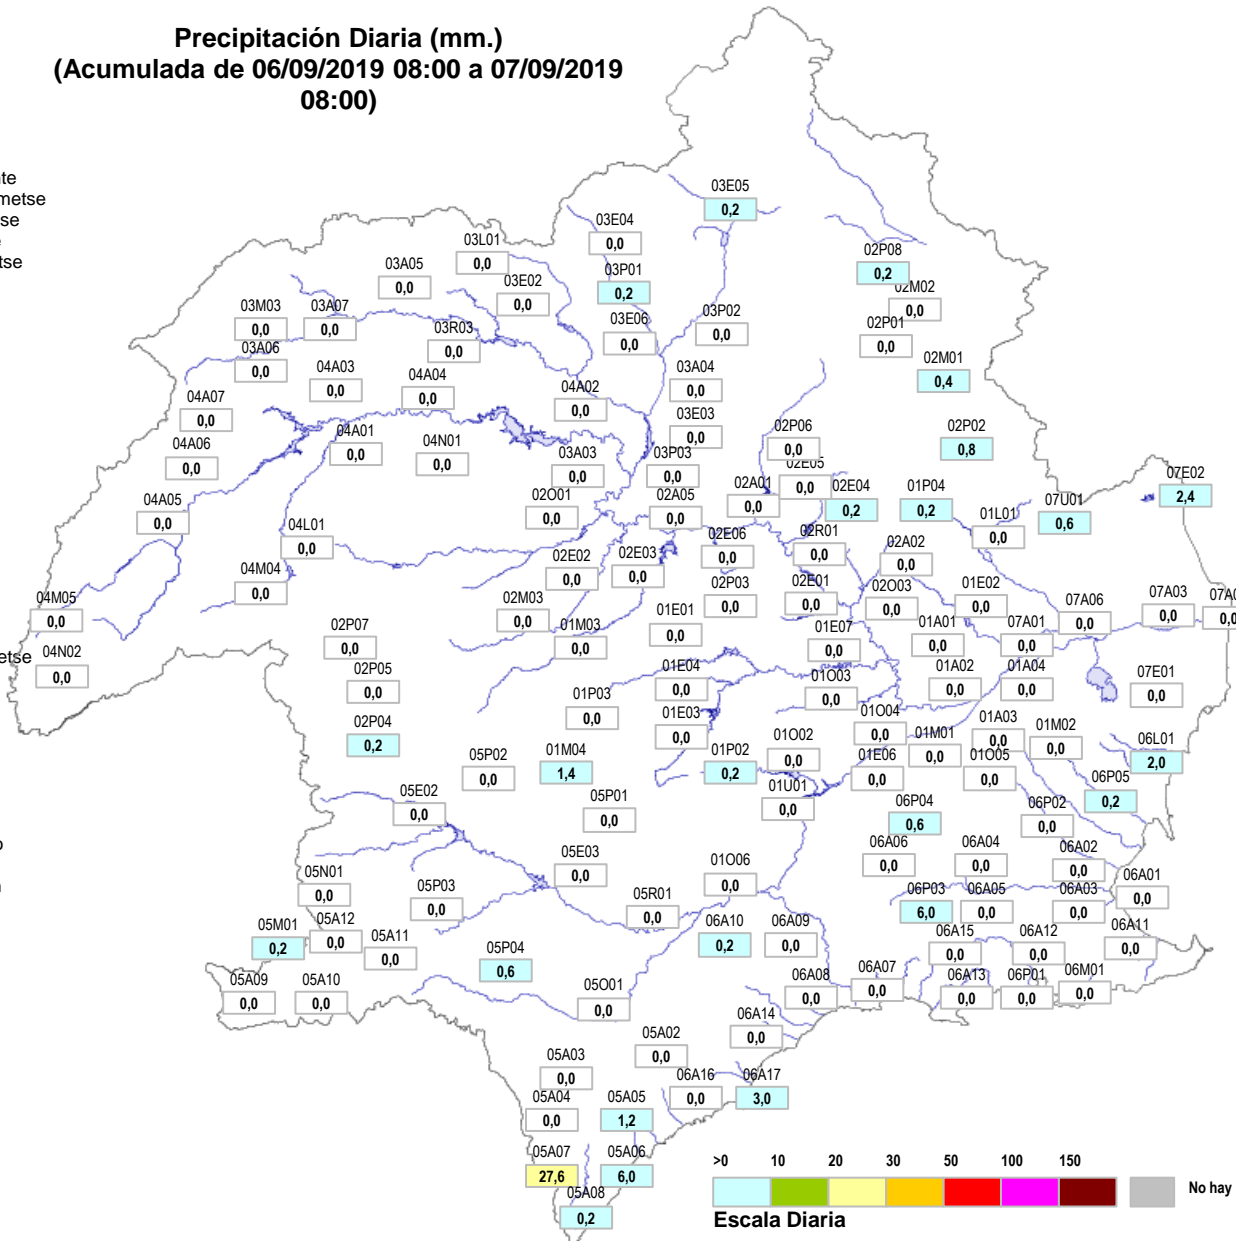 Precipitación Diaria (mm.)
(Acumulada de 06/09/2019 08:00 a 07/09/2019
08:00)
metse
03E05
0,2
03E04
0,0
03L01
0,0
02P08
0,2
03A05
0,0
03P01
0,2
03E02
0,0
02M02
0,0
03M03
0,0
03A07
0,0
03E06
0,0
03P02
0,0
02P01
0,0
03R03
0,0
03A06
0,0
04A03
0,0
04A04
0,0
03A04
0,0
02M01
0,4
04A07
0,0
04A02
0,0
03E03
0,0
04A01
0,0
02P06
0,0
02P02
0,8
04A06
0,0
04N01
0,0
03A03
0,0
03P03
0,0
02E05
0,0
07E02
2,4
04A05
0,0
02O01
0,0
02A05
0,0
02A01
0,0
02E04
0,2
01P04
0,2
07U01
0,6
01L01
0,0
04L01
0,0
02E06
0,0
02R01
0,0
02A02
0,0
04M04
0,0
02E02
0,0
02E03
0,0
04M05
0,0
02M03
0,0
02P03
0,0
02E01
0,0
02O03
0,0
01E02
0,0
07A06
0,0
07A03
0,0
07A0
0,0
02P07
0,0
01M03
0,0
01E01
0,0
01E07
0,0
01A01
0,0
07A01
0,0
etse
04N02
0,0
02P05
0,0
01E04
0,0
01O03
0,0
01A02
0,0
01A04
0,0
07E01
0,0
01P03
0,0
02P04
0,2
01E03
0,0
01O04
0,0
01A03
0,0
01M02
0,0
05P02
0,0
01M04
1,4
01P02
0,2
01O02
0,0
01M01
0,0
06L01
2,0
01E06
0,0
01O05
0,0
05E02
0,0
05P01
0,0
01U01
0,0
06P04
0,6
06P02
0,0
06P05
0,2
05E03
0,0
01O06
0,0
06A06
0,0
06A04
0,0
06A02
0,0
05N01
0,0
05P03
0,0
05R01
0,0
06P03
6,0
06A05
0,0
06A03
0,0
06A01
0,0
05M01
0,2
05A12
0,0
05A11
0,0
06A10
0,2
06A09
0,0
06A15
0,0
06A12
0,0
06A11
0,0
05P04
0,6
05A09
0,0
05A10
0,0
05O01
0,0
06A08
0,0
06A07
0,0
06A13
0,0
06P01
0,0
06M01
0,0
06A14
0,0
05A02
0,0
05A03
0,0
06A16
0,0
06A17
3,0
05A04
0,0
05A05
1,2
05A07
27,6
05A06
6,0
05A08
0,2
>0 10 20 30 50 100 150
No hay
Escala Diaria